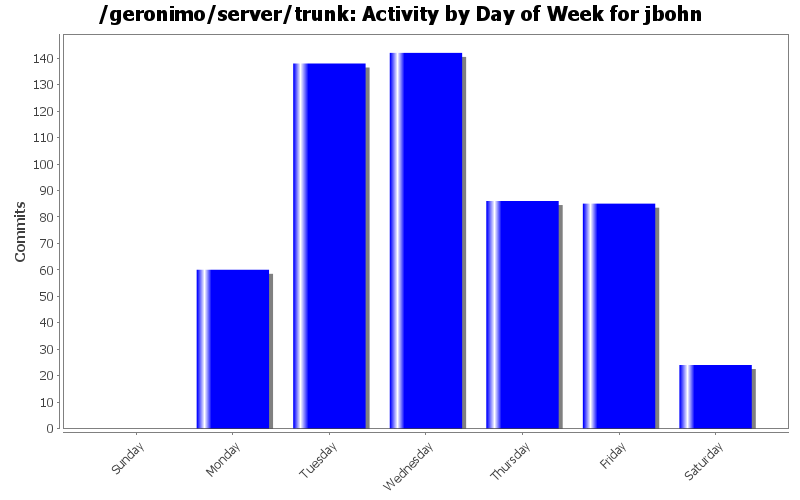 /geronimo/server/trunk: Activity by Day of Week for jbohn
140
130
120
110
100
90
80
70
60
50
40
30
20
10
0
Commits
Sunday
Monday
Tuesday
Wednesday
Thursday
Friday
Saturday